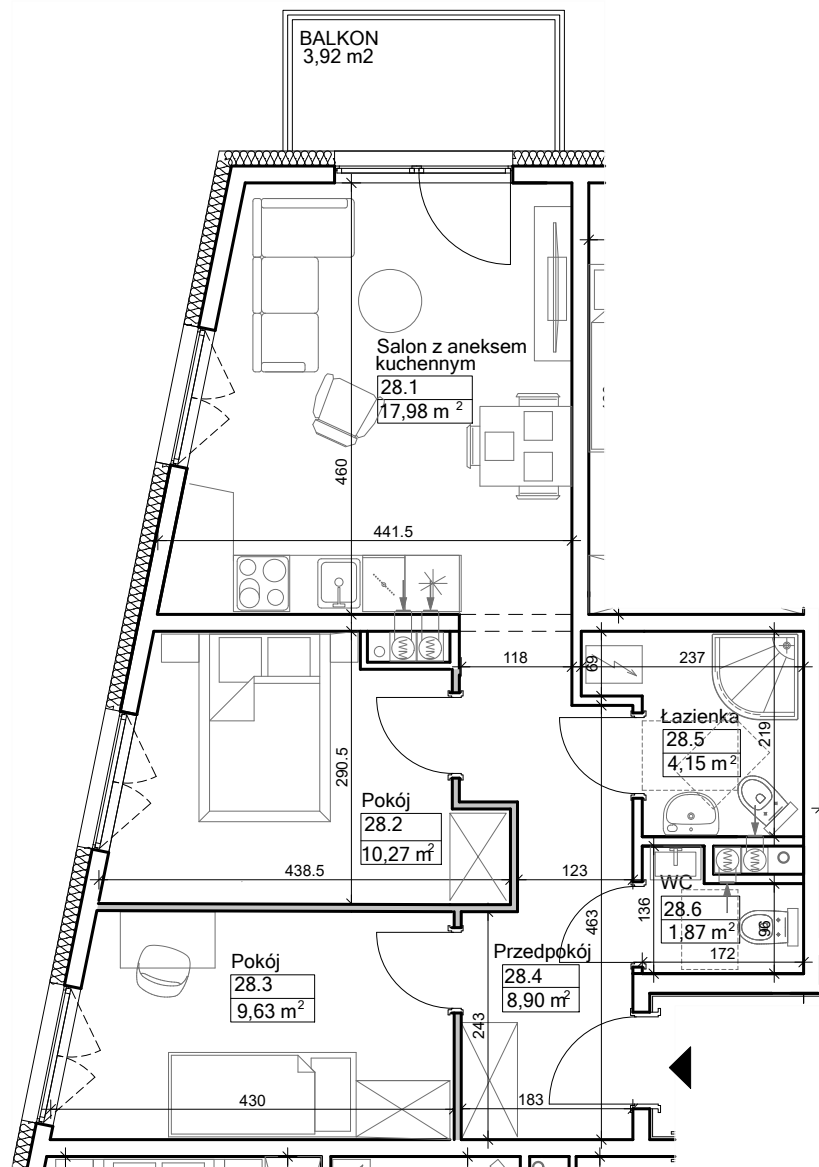 BALKON
3,92 m2
Salon z aneksem
kuchennym
28.1
17,98 m 2
460
441.5
118
69
237
Łazienka
28.5
4,15 m2
219
290.5
Pokój
28.2
10,27 m2
438.5
123
WC
28.6
1,87 m2
136
96
172
463
Przedpokój
28.4
8,90 m2
Pokój
28.3
9,63 m2
243
430
183